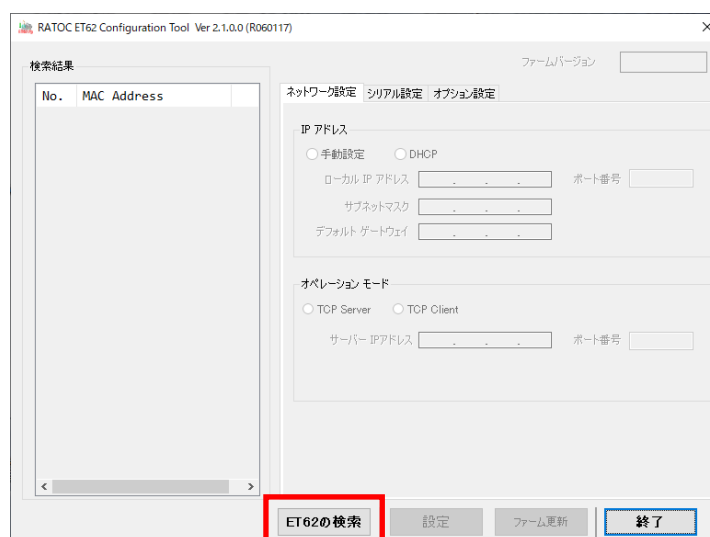 RATOC ET62 Configuration Tool Ver 2.1.0.0 (R060117)
検索結果
ファームバージョン
No. MAC Address
ネットワーク設定 シリアル設定 オプション設定
IP アドレス
手動設定 DHCP
ローカル IP アドレス . . . ポート番号
サブネットマスク . . .
デフォルト ゲートウェイ . . .
オペレーション モード
TCP Server TCP Client
サーバー IPアドレス . . . ポート番号
ET62の検索 設定 ファーム更新 終了